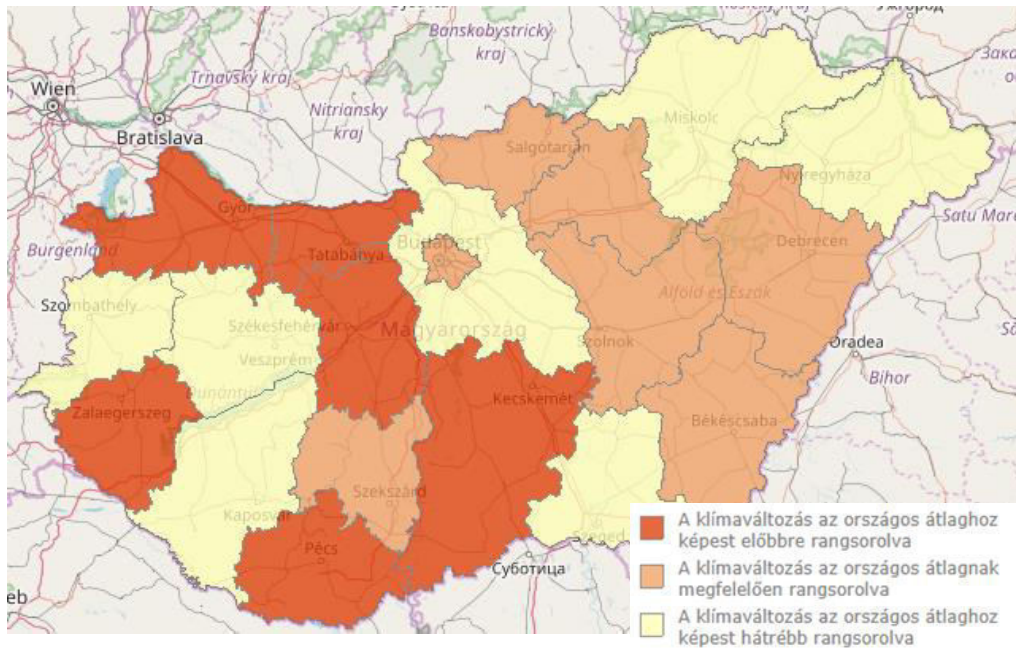 Banskobystrický
kraj
Ужгород
Trnavský kraj
Wien
Nitriansky
kraj
Bratislava
Miskolc
Salgótarján
Nyíregyháza
Győr
Satu Mare
Burgenland
Budapest
Debrecen
Tatabánya
Alföld és Észak
Szombathely
Székesfehérvár
Magyarország
Szolnok
Oradea
Veszprém
Bihor
Kecskemét
Zalaegerszeg
Békéscsaba
Szekszárd
Kaposvár
Szeged
Pécs
Суботица
eb
A klímaváltozás az országos átlaghoz
képest előbbre rangsorolva
A klímaváltozás az országos átlagnak
megfelelően rangsorolva
A klímaváltozás az országos átlaghoz
képest hátrébb rangsorolva